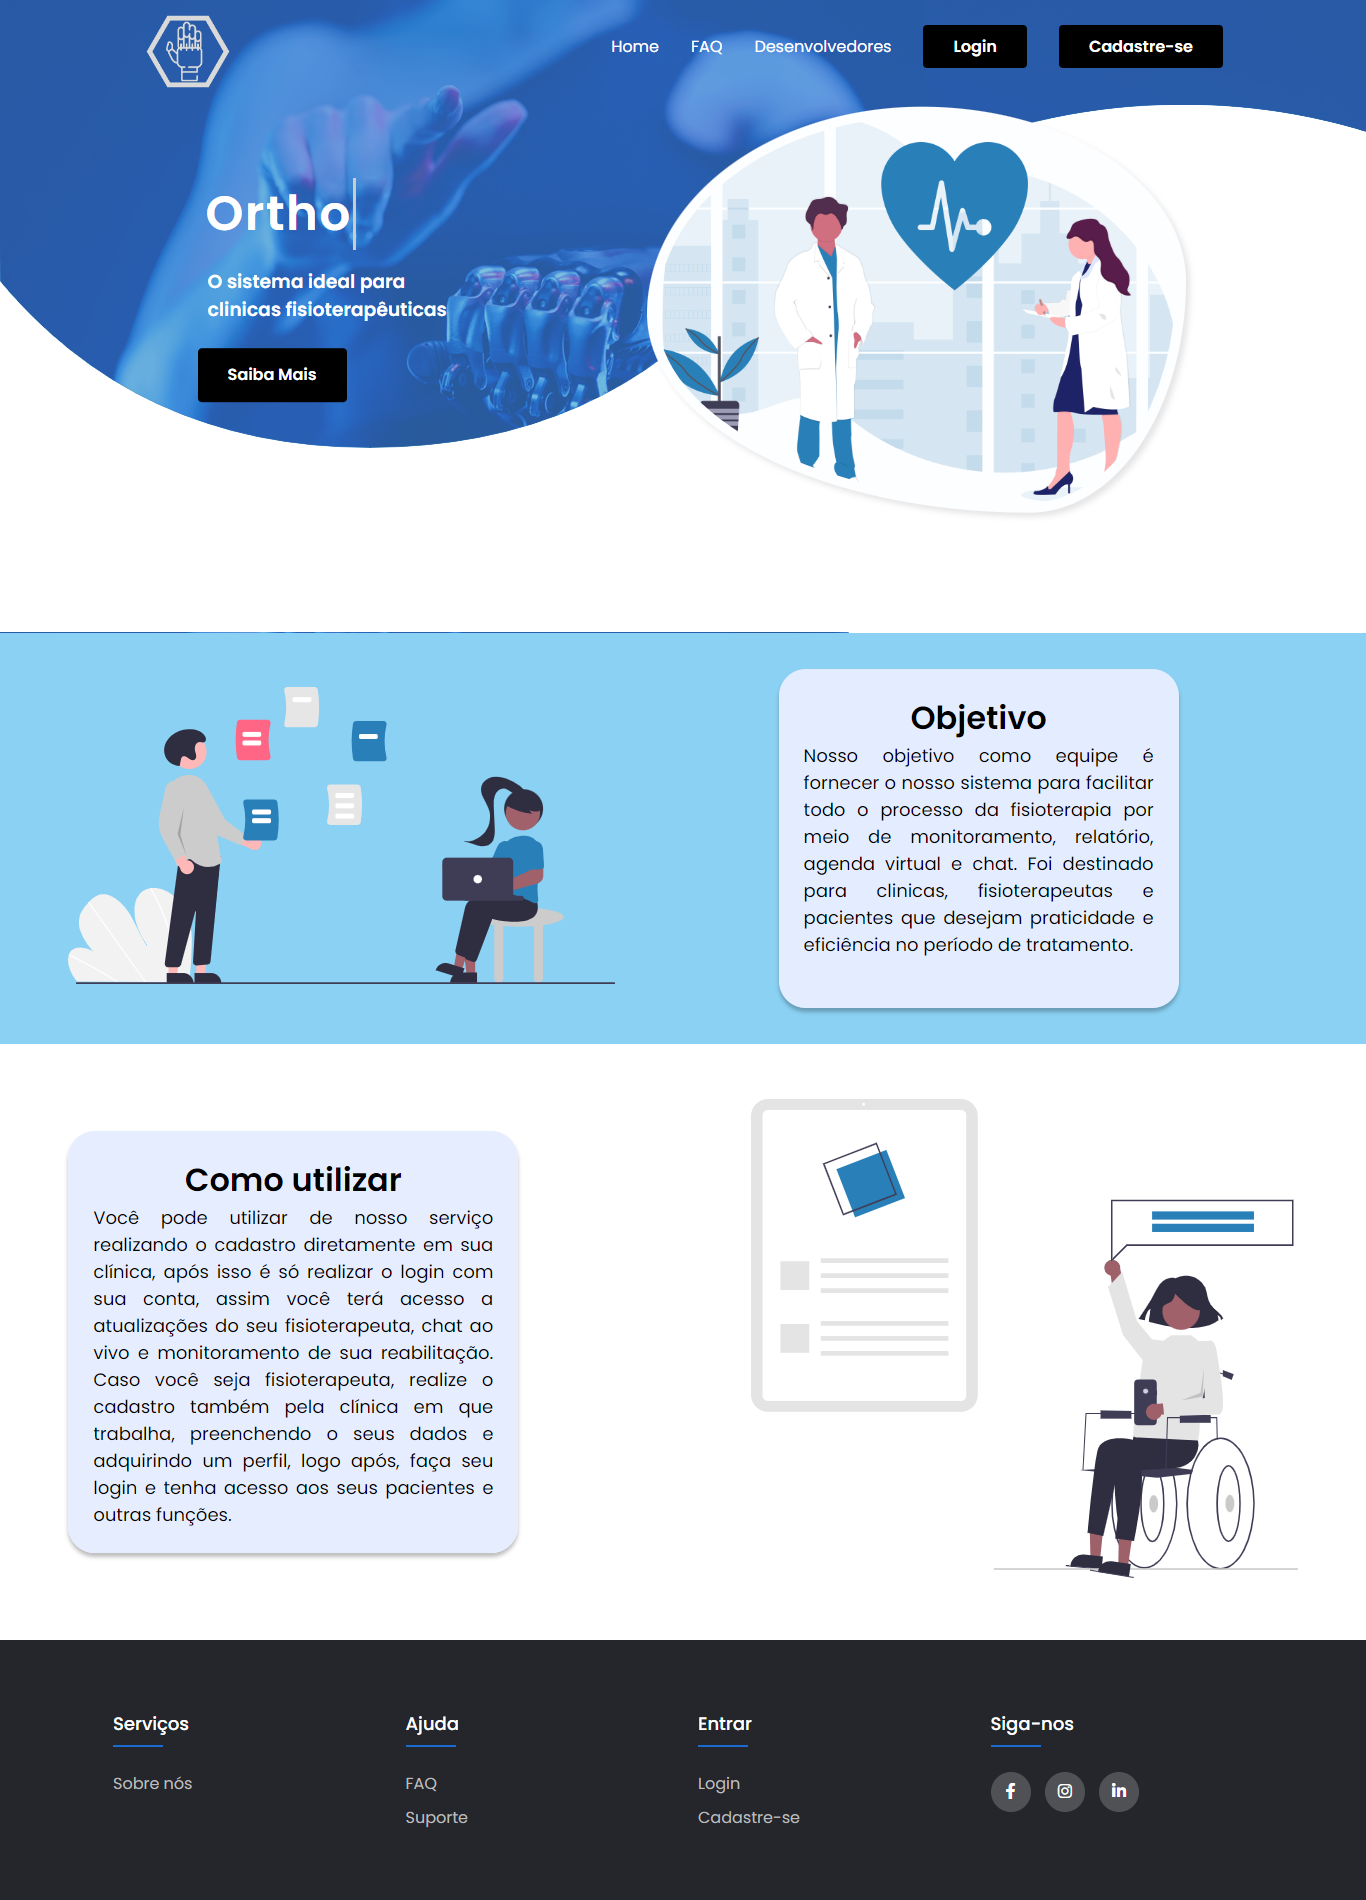 Home FAQ Desenvolvedores Login Cadastre-se
Ortho
O sistema ideal para
clinicas fisioterapêuticas
Saiba Mais
Objetivo
Nosso objetivo como equipe é
fornecer o nosso sistema para facilitar
todo o processo da fisioterapia por
meio de monitoramento, relatório,
agenda virtual e chat. Foi destinado
para clinicas, fisioterapeutas e
pacientes que desejam praticidade e
eficiência no período de tratamento.
Como utilizar
Você pode utilizar de nosso serviço
realizando o cadastro diretamente em sua
clínica, após isso é só realizar o login com
sua conta, assim você terá acesso a
atualizações do seu fisioterapeuta, chat ao
vivo e monitoramento de sua reabilitação.
Caso você seja fisioterapeuta, realize o
cadastro também pela clínica em que
trabalha, preenchendo o seus dados e
adquirindo um perfil, logo após, faça seu
login e tenha acesso aos seus pacientes e
outras funções.
Serviços
Sobre nós
Ajuda
FAQ
Suporte
Entrar
Login
Cadastre-se
Siga-nos